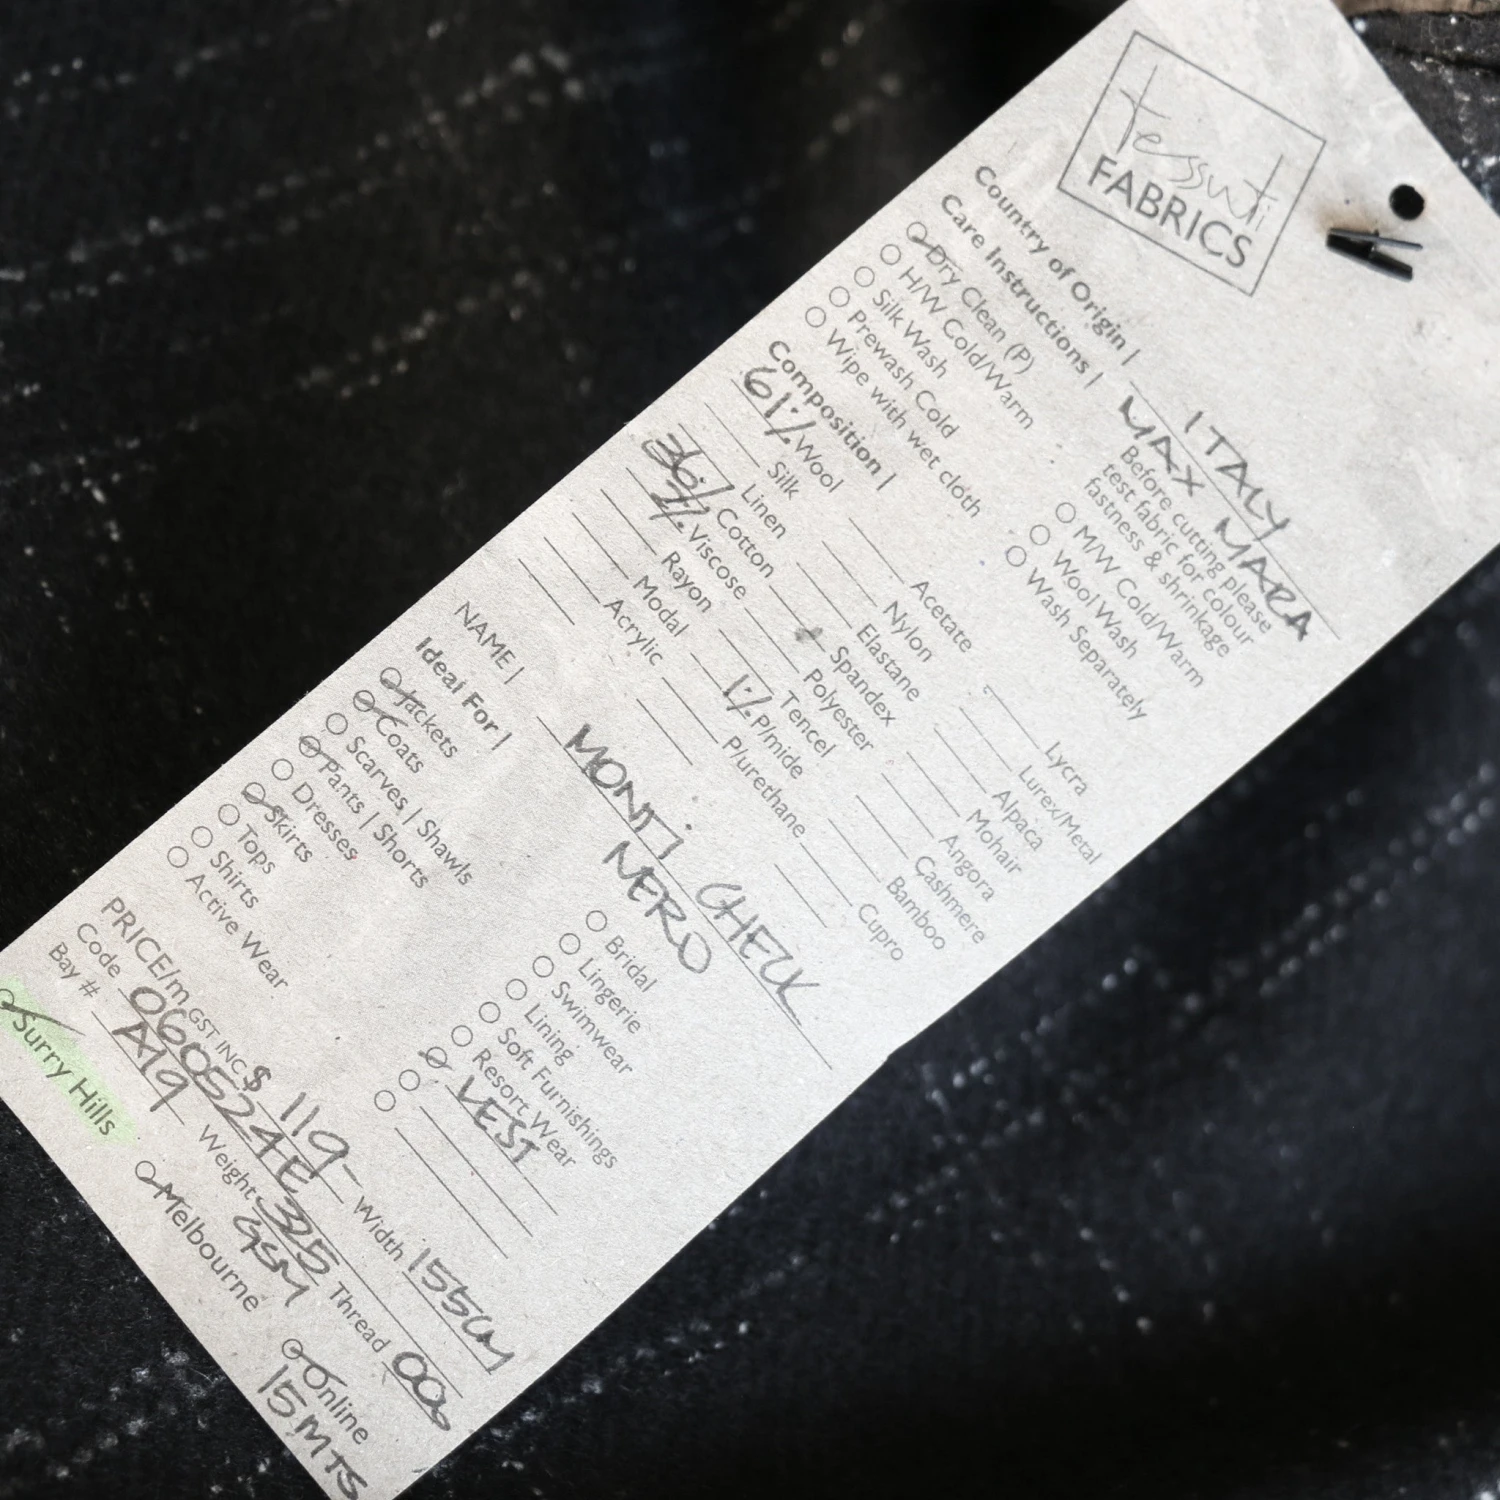 tessuti
FABRICS
Country of Origin | ITALY
Care Instructions | MAX MARA
Dry Clean (P) Before cutting please
H/W Cold/Warm test fabric for colour
Silk Wash fastness & shrinkage
Prewash Cold M/W Cold/Warm
Wipe with wet cloth Wool Wash
Wash Separately
Composition |
61% Wool Acetate Lycra
Silk Nylon Lurex/Metal
Linen Elastane Alpaca
36% Cotton Spandex Mohair
2% Viscose Polyester Angora
Rayon Tencel Cashmere
Modal 1% P/mide Bamboo
Acrylic P/urethane Cupro
NAME | MONTI CHECK
NERO
Ideal For |
Jackets Bridal
Coats Lingerie
Scarves | Shawls Swimwear
Pants | Shorts Lining
Dresses Soft Furnishings
Skirts Resort Wear
Tops VEST
Shirts
Active Wear
PRICE/m GST INC $ 119- Width 155cm
Code 060524E Thread 000
Bay # A19 Weight 325 GSM
Surry Hills Melbourne Online
15 MTS